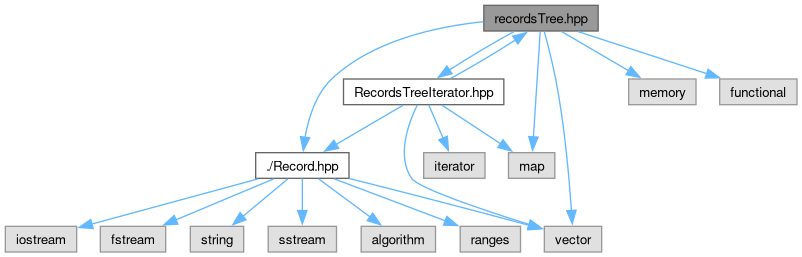 recordsTree.hpp
RecordsTreeIterator.hpp
memory
functional
./Record.hpp
iterator
map
iostream
fstream
string
sstream
algorithm
ranges
vector